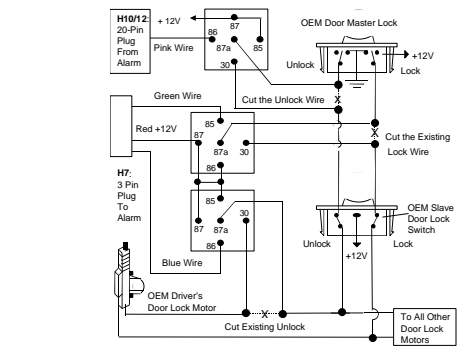 H10/12:
20-Pin
Plug
From
Alarm
+ 12V
Pink Wire
87
86
87a
85
30
OEM Door Master Lock
Unlock
+12V
Lock
Green Wire
Cut the Unlock Wire
X
Red +12V
85
87
87a
30
86
X
Cut the Existing
Lock Wire
H7:
3 Pin
Plug
To
Alarm
85
30
87
87a
86
Blue Wire
OEM Slave
Door Lock
Switch
Unlock
Lock
+12V
OEM Driver's
Door Lock Motor
X
Cut Existing Unlock
To All Other
Door Lock
Motors